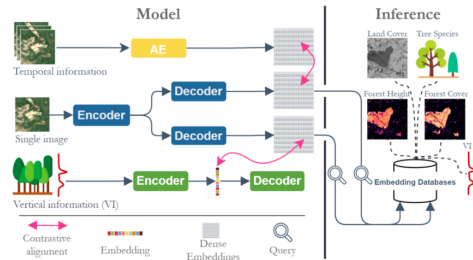 Model
Inference
AE
Temporal information
Land Cover
Tree Species
Decoder
Encoder
Decoder
Single image
Forest Height
Forest Cover
VI
Embedding Databases
Encoder
Decoder
Vertical information (VI)
Contrastive
alignment
Embedding
Dense
Embeddings
Query